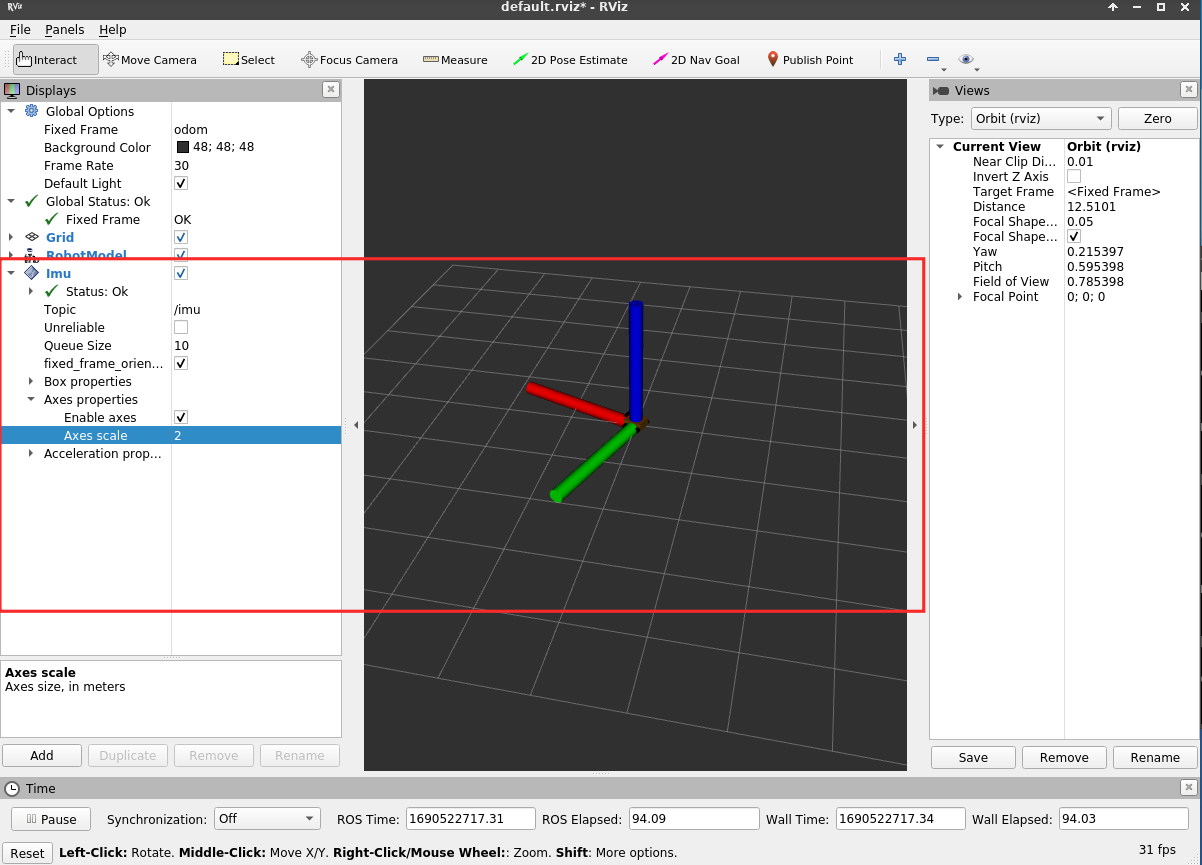 RViz
default.rviz* - RViz
File Panels Help
Interact Move Camera Select Focus Camera Measure 2D Pose Estimate 2D Nav Goal Publish Point
Displays
Global Options
Fixed Frame odom
Background Color 48; 48; 48
Frame Rate 30
Default Light
Global Status: Ok
Fixed Frame OK
Grid
RobotModel
Imu
Status: Ok
Topic /imu
Unreliable
Queue Size 10
fixed_frame_orien...
Box properties
Axes properties
Enable axes
Axes scale 2
Acceleration prop...
Axes scale
Axes size, in meters
Add Duplicate Remove Rename
Views
Type: Orbit (rviz) Zero
Current View Orbit (rviz)
Near Clip Di... 0.01
Invert Z Axis
Target Frame <Fixed Frame>
Distance 12.5101
Focal Shape... 0.05
Focal Shape...
Yaw 0.215397
Pitch 0.595398
Field of View 0.785398
Focal Point 0; 0; 0
Save Remove Rename
Time
Pause Synchronization: Off ROS Time: 1690522717.31 ROS Elapsed: 94.09 Wall Time: 1690522717.34 Wall Elapsed: 94.03
Reset Left-Click: Rotate. Middle-Click: Move X/Y. Right-Click/Mouse Wheel:: Zoom. Shift: More options. 31 fps